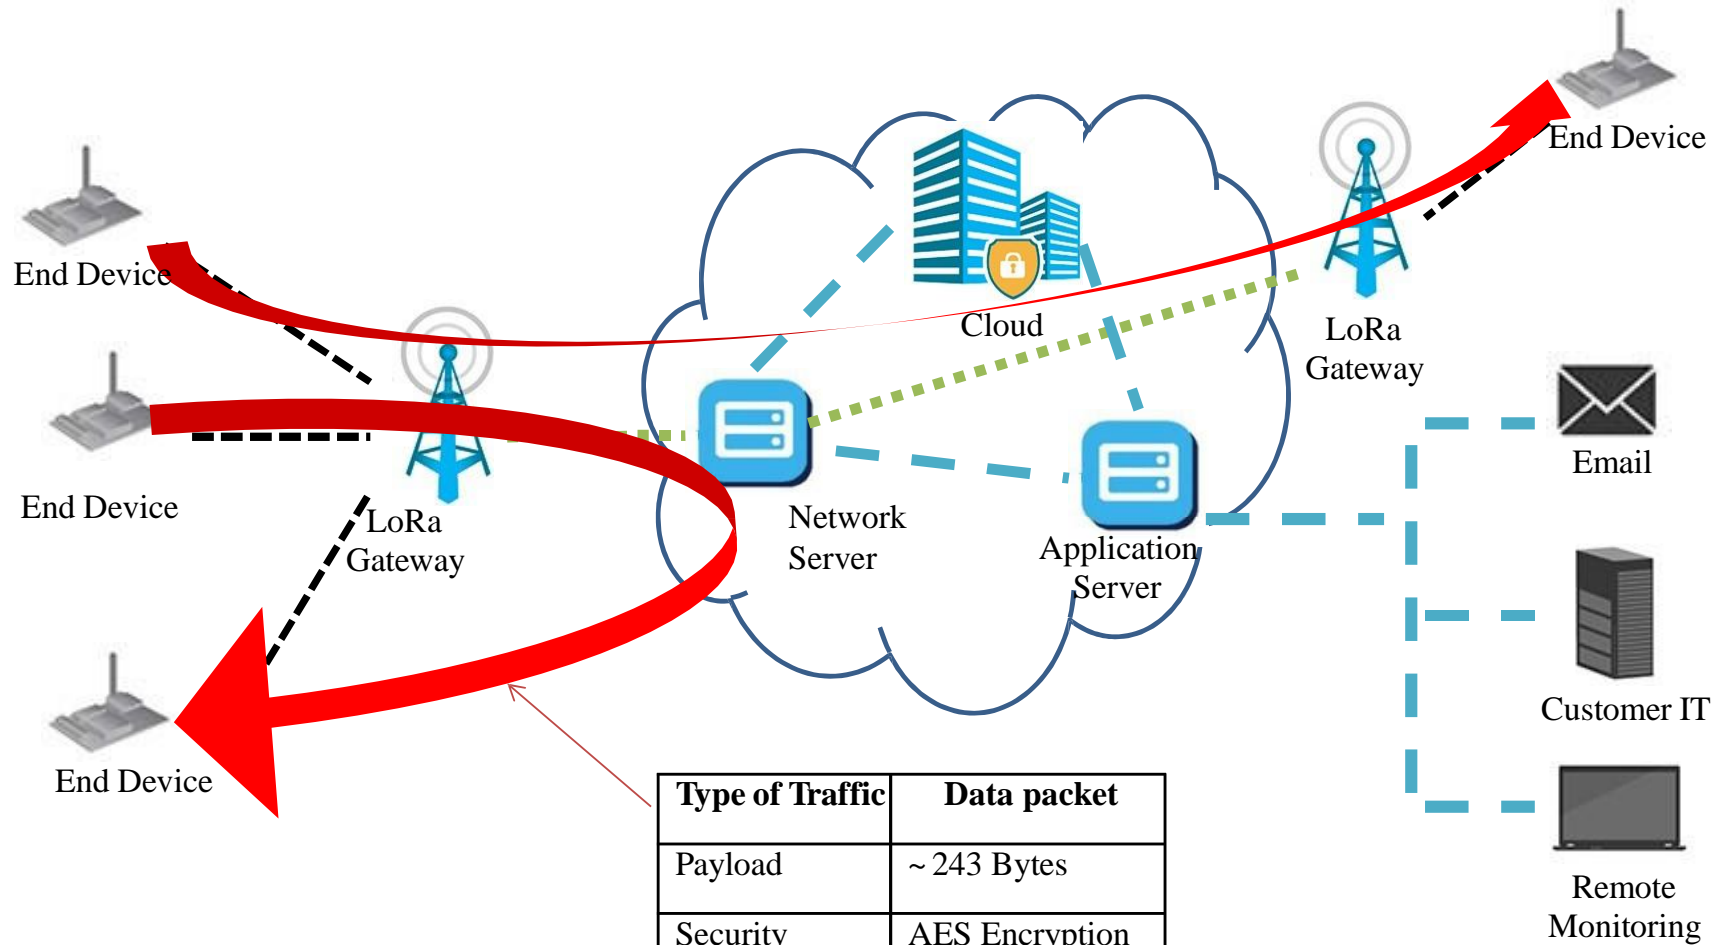 End Device
End Device
Cloud
LoRa
Gateway
Email
End Device
LoRa
Gateway
Network
Server
Application
Server
Customer IT
End Device
Type of Traffic Data packet
Payload ~ 243 Bytes
Security AES Encryption
Remote
Monitoring